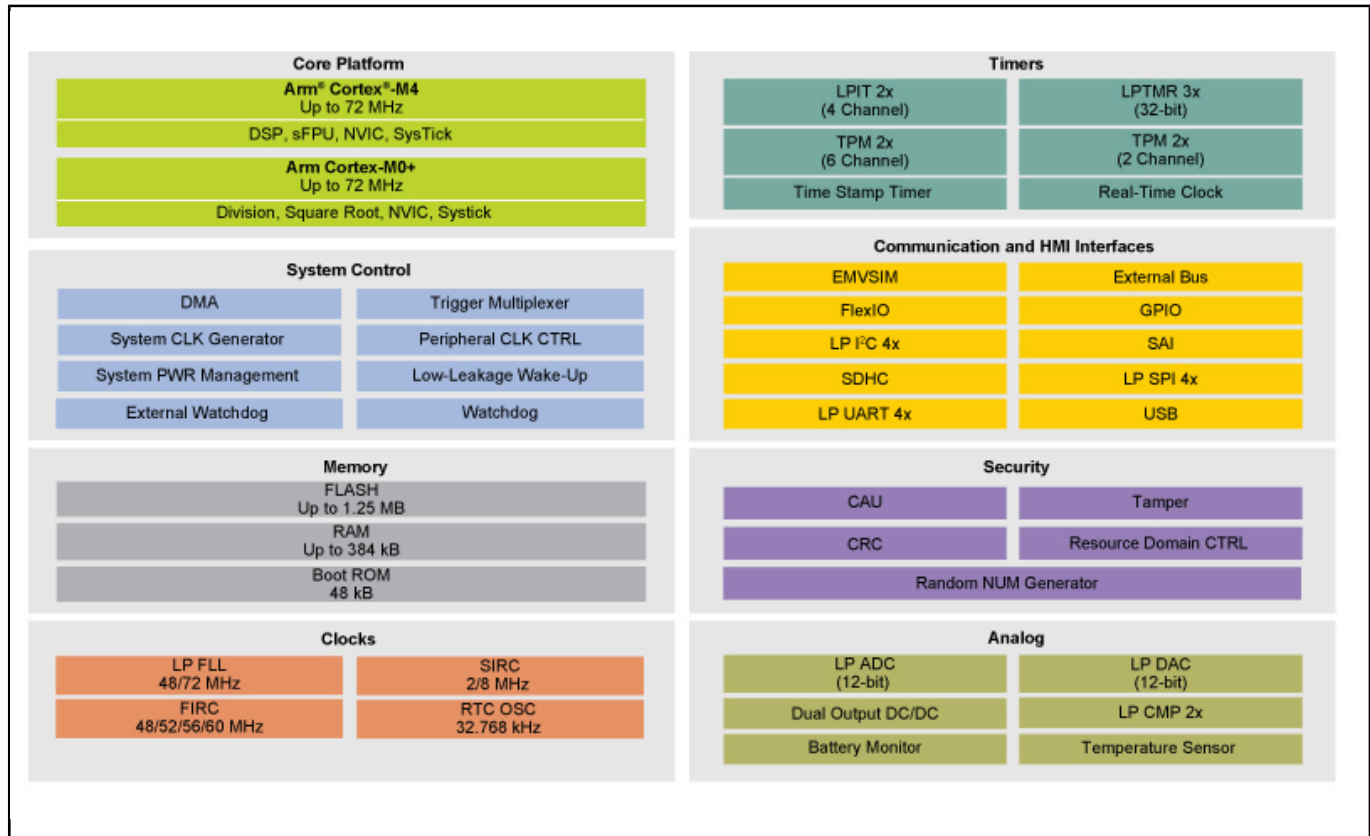 Core Platform
Arm® Cortex®-M4
Up to 72 MHz
DSP, sFPU, NVIC, SysTick
Arm Cortex-M0+
Up to 72 MHz
Division, Square Root, NVIC, Systick
System Control
DMA
Trigger Multiplexer
System CLK Generator
Peripheral CLK CTRL
System PWR Management
Low-Leakage Wake-Up
External Watchdog
Watchdog
Memory
FLASH
Up to 1.25 MB
RAM
Up to 384 kB
Boot ROM
48 kB
Clocks
LP FLL
48/72 MHz
SIRC
2/8 MHz
FIRC
48/52/56/60 MHz
RTC OSC
32.768 kHz
Timers
LPIT 2x
(4 Channel)
LPTMR 3x
(32-bit)
TPM 2x
(6 Channel)
TPM 2x
(2 Channel)
Time Stamp Timer
Real-Time Clock
Communication and HMI Interfaces
EMVSIM
External Bus
FlexIO
GPIO
LP I²C 4x
SAI
SDHC
LP SPI 4x
LP UART 4x
USB
Security
CAU
Tamper
CRC
Resource Domain CTRL
Random NUM Generator
Analog
LP ADC
(12-bit)
LP DAC
(12-bit)
Dual Output DC/DC
LP CMP 2x
Battery Monitor
Temperature Sensor